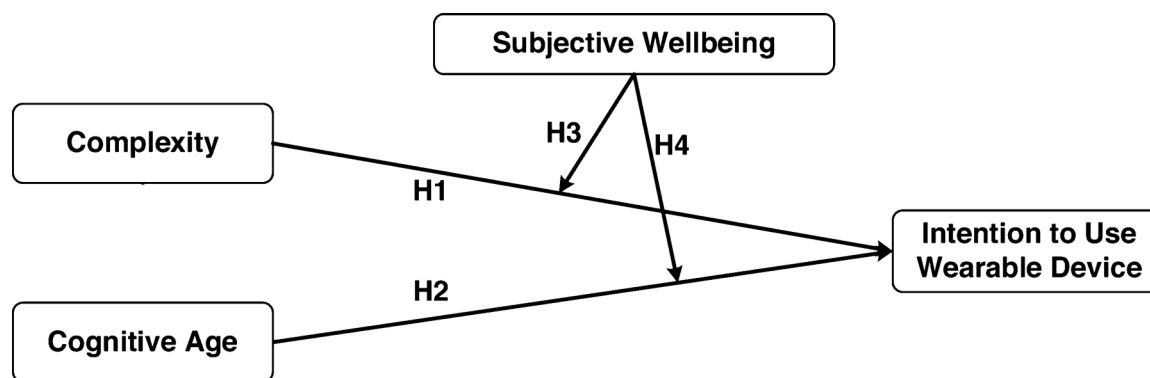 Subjective Wellbeing
Complexity
H3
H4
H1
Intention to Use
Wearable Device
H2
Cognitive Age